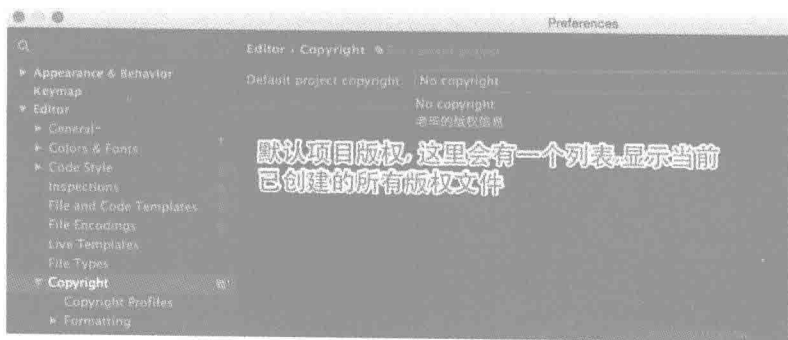 Preferences
Editor › Copyright
For current project
Appearance & Behavior
Keymap
Editor
General
Colors & Fonts
Code Style
Inspections
File and Code Templates
File Encodings
Live Templates
File Types
Copyright
Copyright Profiles
Formatting
Default project copyright
No copyright
No copyright
老毕的版权信息
默认项目版权,这里会有一个列表,显示当前
已创建的所有版权文件